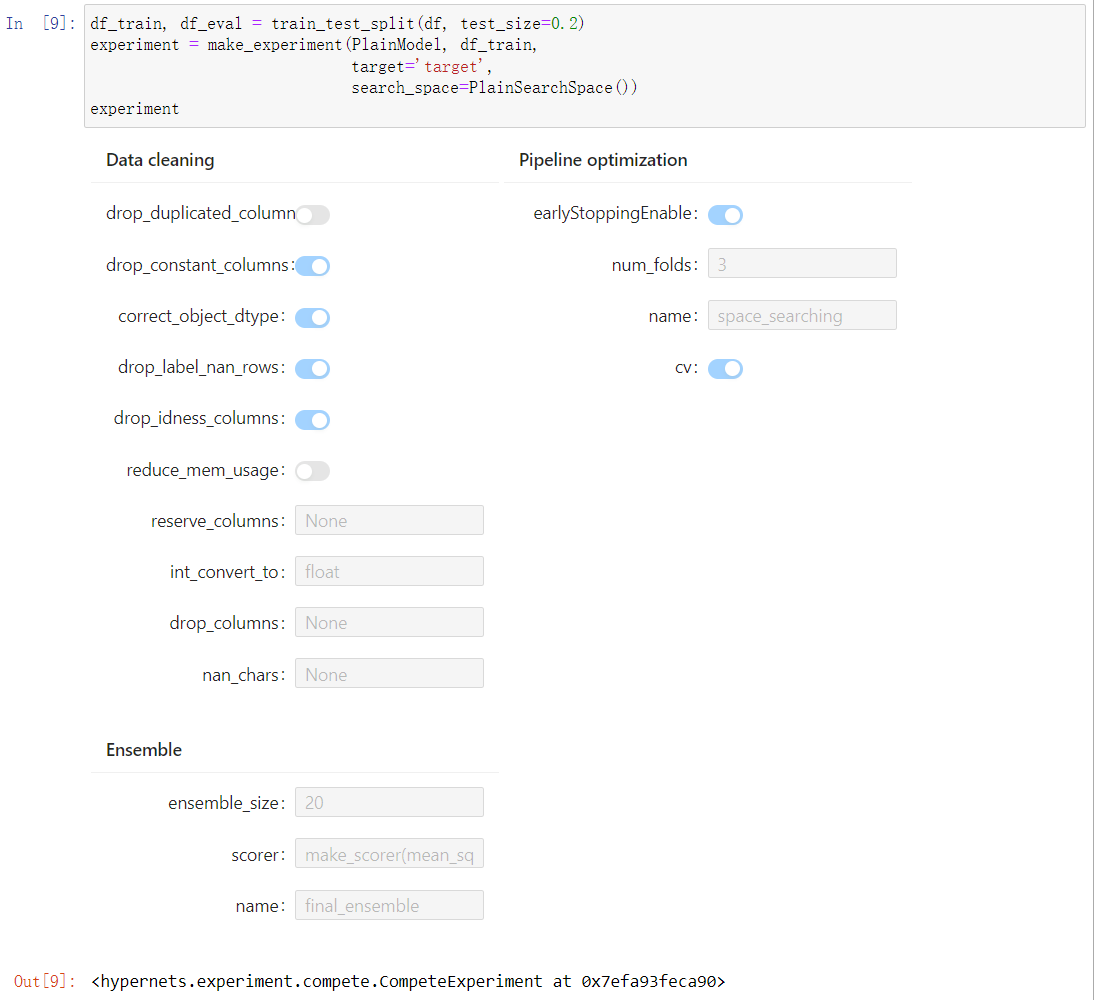 In [9]: df_train, df_eval = train_test_split(df, test_size=0.2)
experiment = make_experiment(PlainModel, df_train,
target='target',
search_space=PlainSearchSpace())
experiment
Data cleaning
drop_duplicated_column
drop_constant_columns:
correct_object_dtype:
drop_label_nan_rows:
drop_idness_columns:
reduce_mem_usage:
reserve_columns: None
int_convert_to: float
drop_columns: None
nan_chars: None
Pipeline optimization
earlyStoppingEnable:
num_folds: 3
name: space_searching
cv:
Ensemble
ensemble_size: 20
scorer: make_scorer(mean_sq
name: final_ensemble
Out[9]: <hypernets.experiment.compete.CompeteExperiment at 0x7efa93feca90>